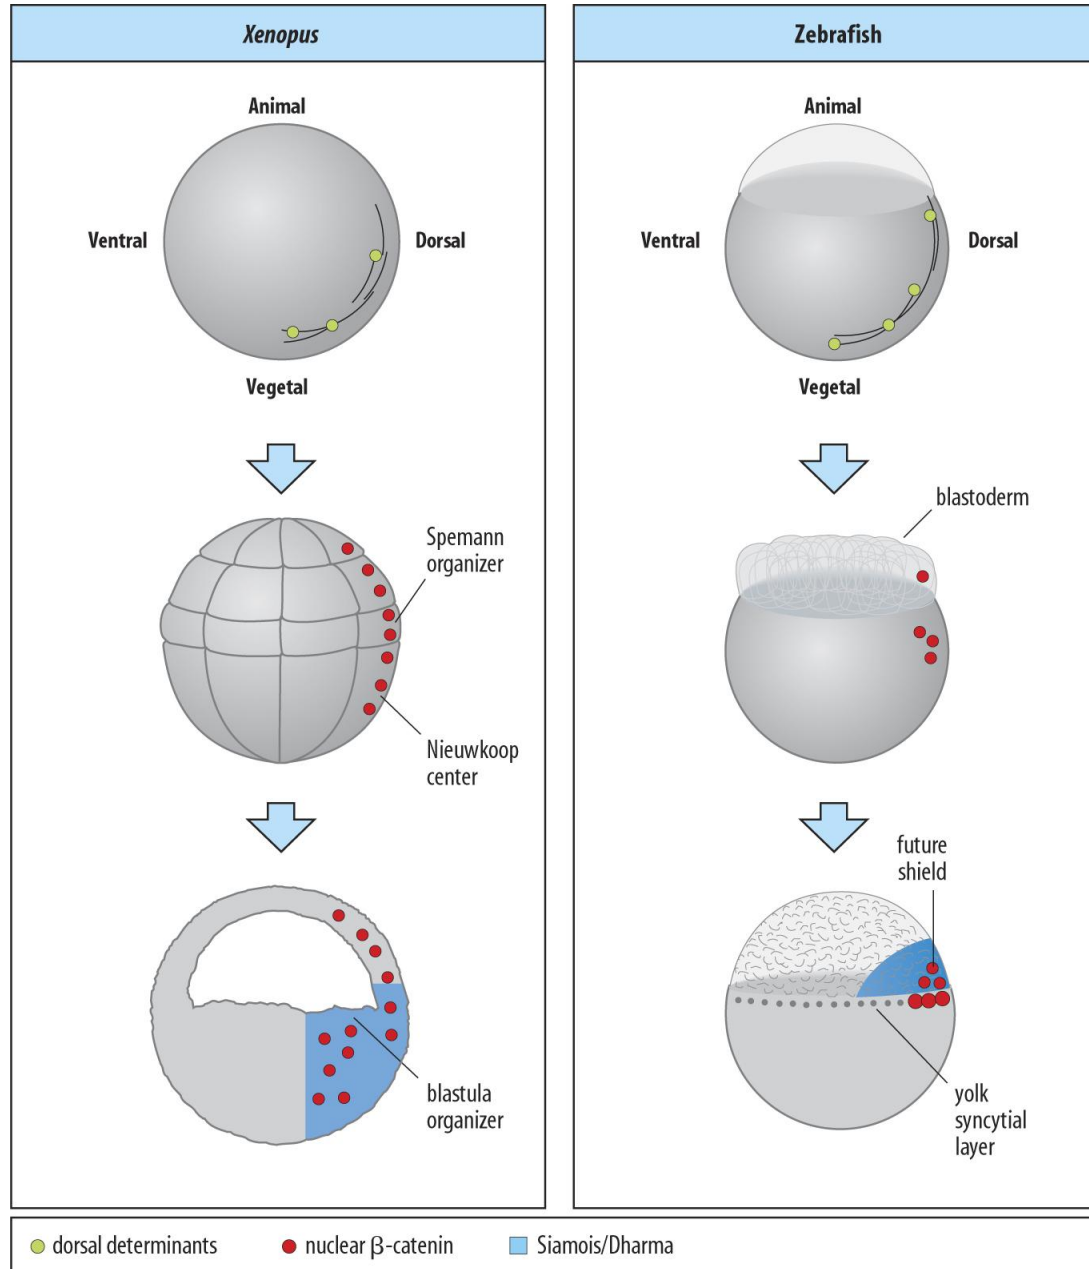 Xenopus
Animal
Ventral
Dorsal
Vegetal
Spemann
organizer
Nieuwkoop
center
blastula
organizer
Zebrafish
Animal
Ventral
Dorsal
Vegetal
blastoderm
future
shield
yolk
syncytial
layer
dorsal determinants
nuclear β-catenin
Siamois/Dharma